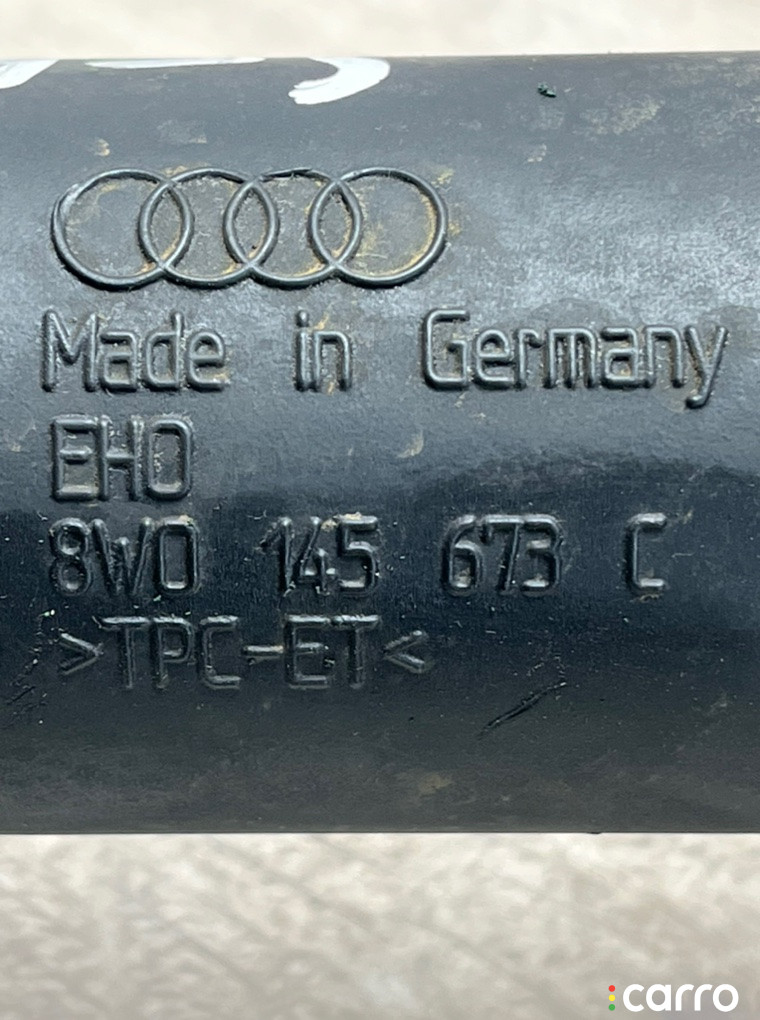 Made in Germany
EHO
8W0 145 673 C
>TPC-ET<
carro